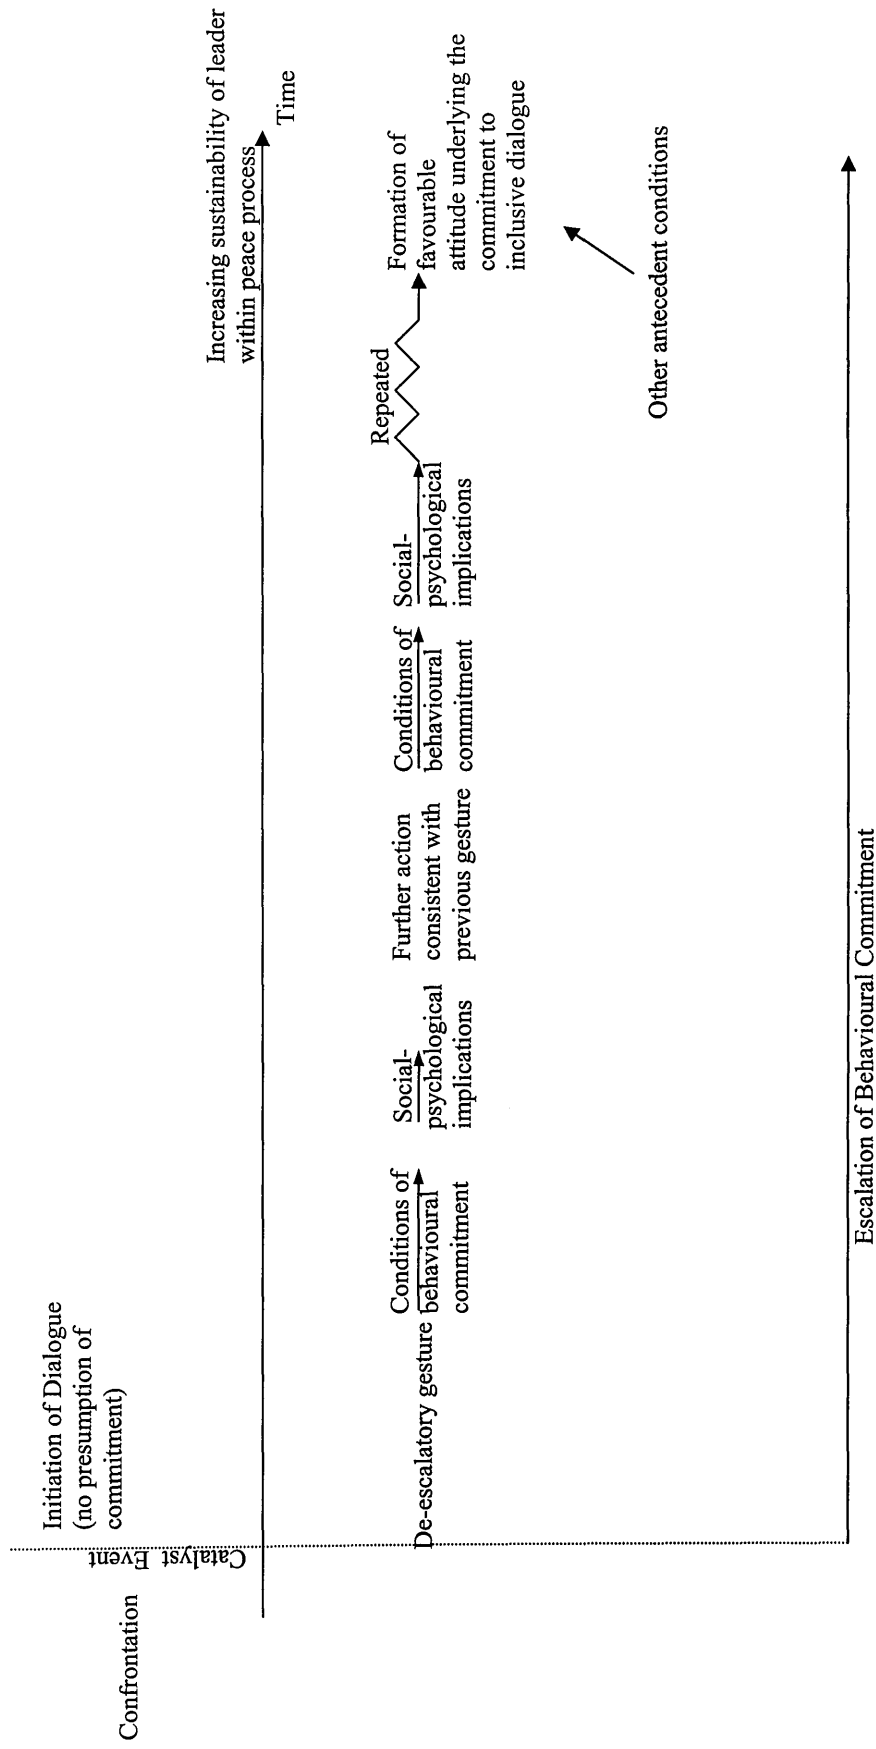 Confrontation
Catalyst Event
Initiation of Dialogue
(no presumption of
commitment)
Increasing sustainability of leader
within peace process
Time
De-escalatory gesture
Conditions of
behavioural
commitment
Social-
psychological
implications
Further action
consistent with
previous gesture
Conditions of
behavioural
commitment
Social-
psychological
implications
Repeated
Formation of
favourable
attitude underlying the
commitment to
inclusive dialogue
Other antecedent conditions
Escalation of Behavioural Commitment